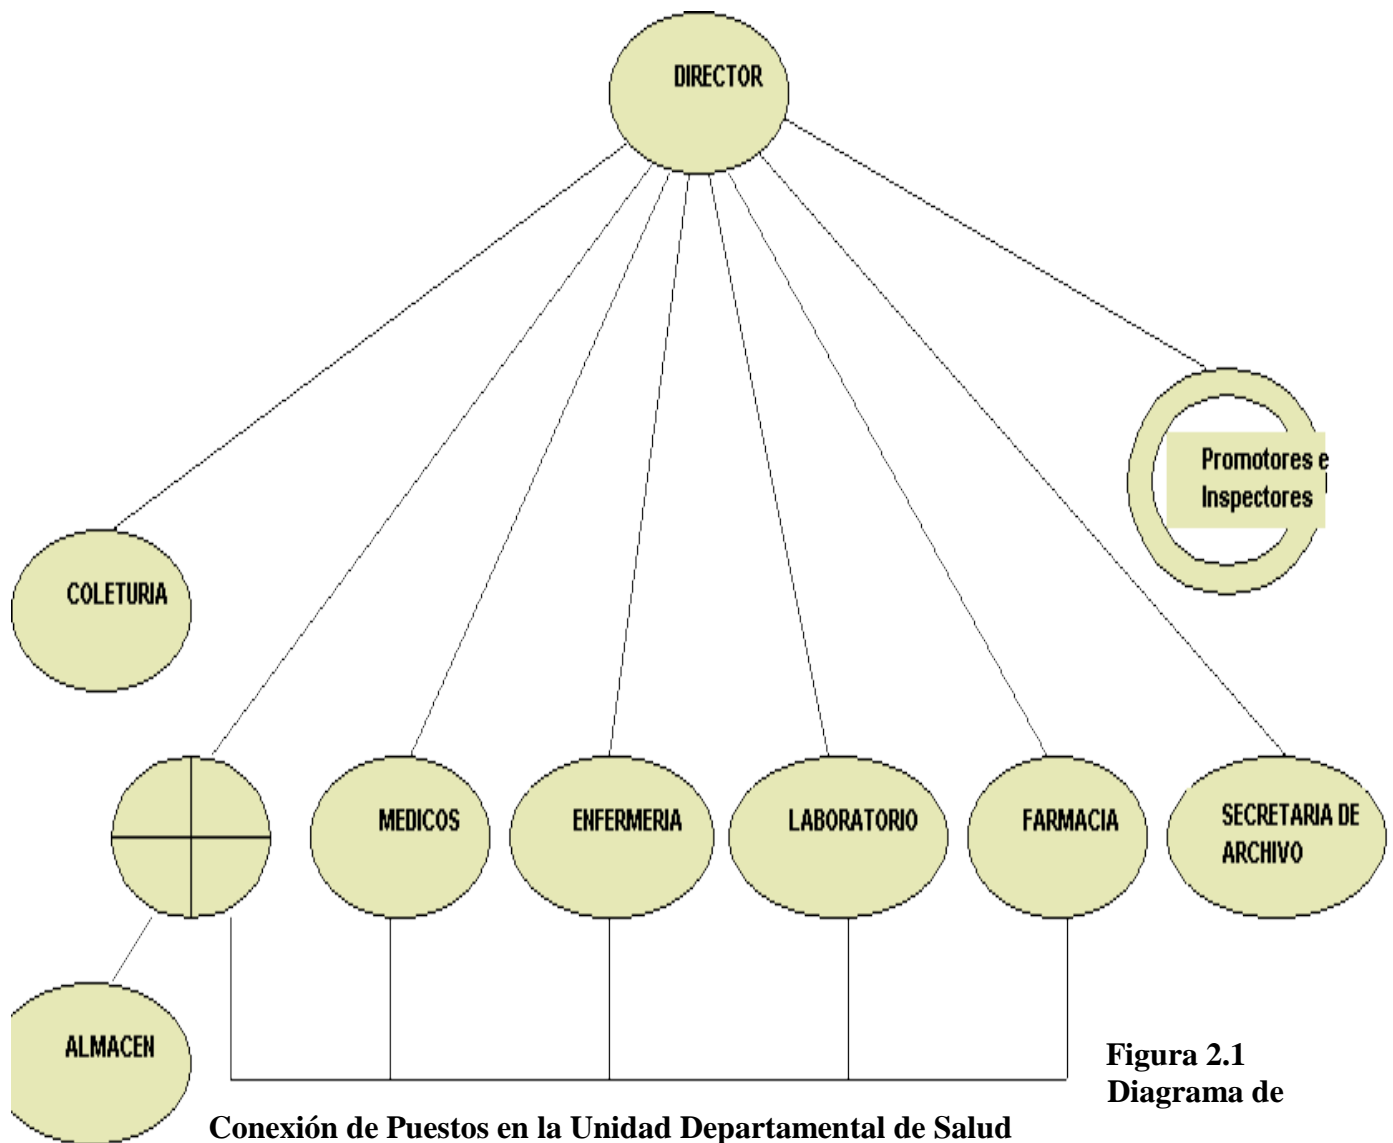 DIRECTOR
Promotores e
Inspectores
COLETURIA
MEDICOS
ENFERMERIA
LABORATORIO
FARMACIA
SECRETARIA DE
ARCHIVO
ALMACEN
Figura 2.1
Diagrama de
Conexión de Puestos en la Unidad Departamental de Salud